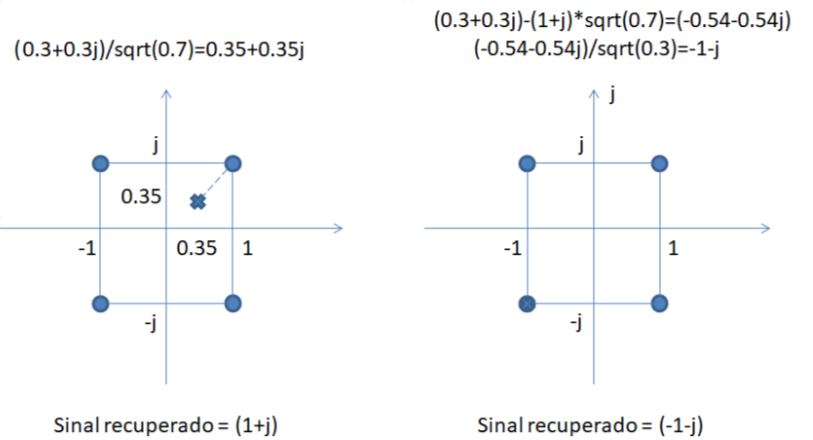 (0.3+0.3j)/sqrt(0.7)=0.35+0.35j
j
0.35
-1
0.35
1
-j
Sinal recuperado = (1+j)
(0.3+0.3j)-(1+j)*sqrt(0.7)=(-0.54-0.54j)
(-0.54-0.54j)/sqrt(0.3)=-1-j
j
j
-1
1
-j
Sinal recuperado = (-1-j)